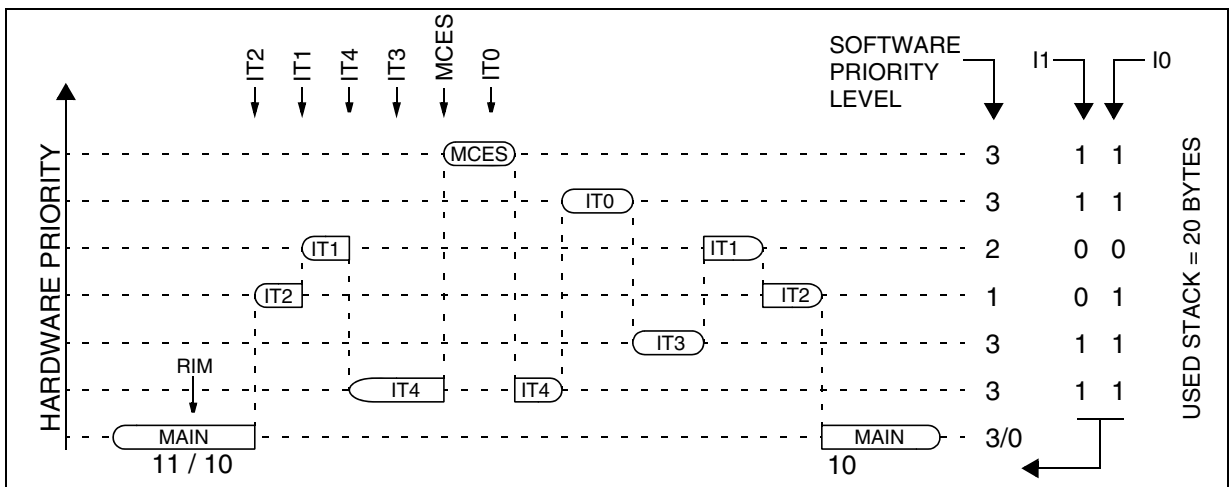 IT2
IT1
IT4
IT3
MCES
IT0
SOFTWARE
PRIORITY
LEVEL
I1
I0
HARDWARE PRIORITY
USED STACK = 20 BYTES
MCES
3
1 1
IT0
3
1 1
IT1
IT1
2
0 0
IT2
IT2
1
0 1
IT3
3
1 1
RIM
IT4
IT4
3
1 1
MAIN
MAIN
3/0
11 / 10
10